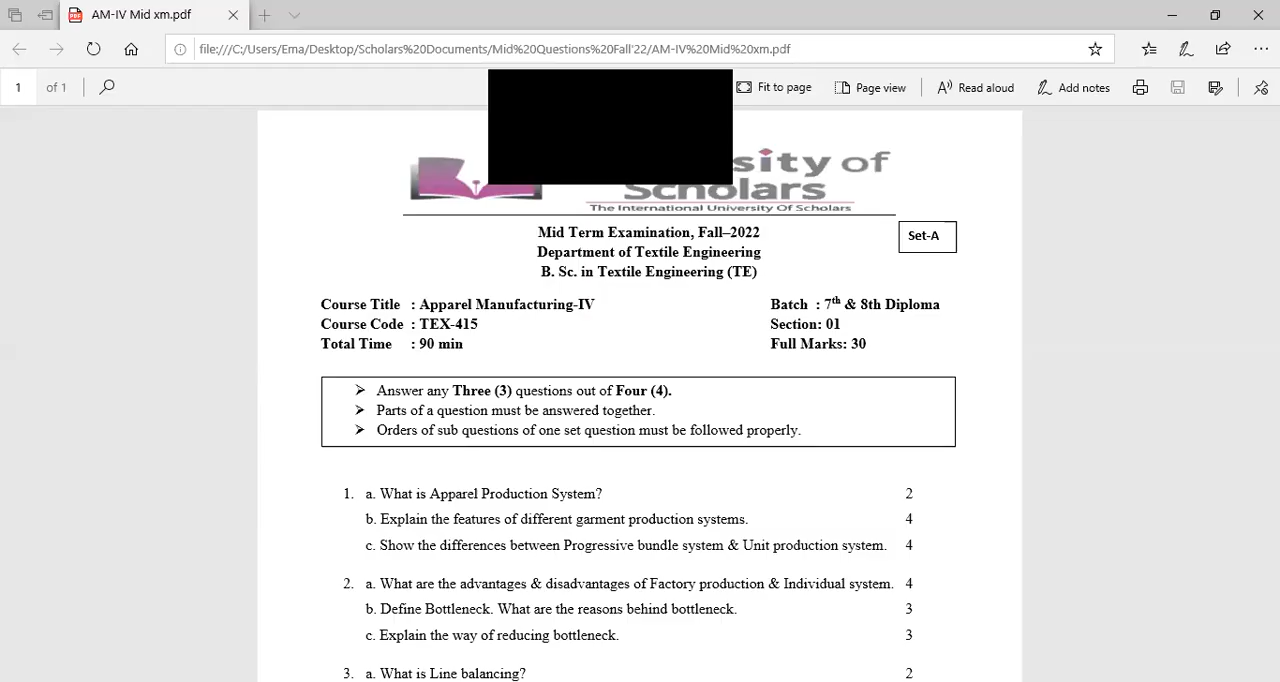 AM-IV Mid xm.pdf
file:///C:/Users/Ema/Desktop/Scholars%20Documents/Mid%20Questions%20Fall'22/AM-IV%20Mid%20xm.pdf
1 of 1 Fit to page Page view Read aloud Add notes
of
Scholars
The International University Of Scholars
Mid Term Examination, Fall–2022
Set-A
Department of Textile Engineering
B. Sc. in Textile Engineering (TE)
Course Title : Apparel Manufacturing-IV Batch : 7th & 8th Diploma
Course Code : TEX-415 Section: 01
Total Time : 90 min Full Marks: 30
➢ Answer any Three (3) questions out of Four (4).
➢ Parts of a question must be answered together.
➢ Orders of sub questions of one set question must be followed properly.
1. a. What is Apparel Production System? 2
b. Explain the features of different garment production systems. 4
c. Show the differences between Progressive bundle system & Unit production system. 4
2. a. What are the advantages & disadvantages of Factory production & Individual system. 4
b. Define Bottleneck. What are the reasons behind bottleneck. 3
c. Explain the way of reducing bottleneck. 3
3. a. What is Line balancing? 2